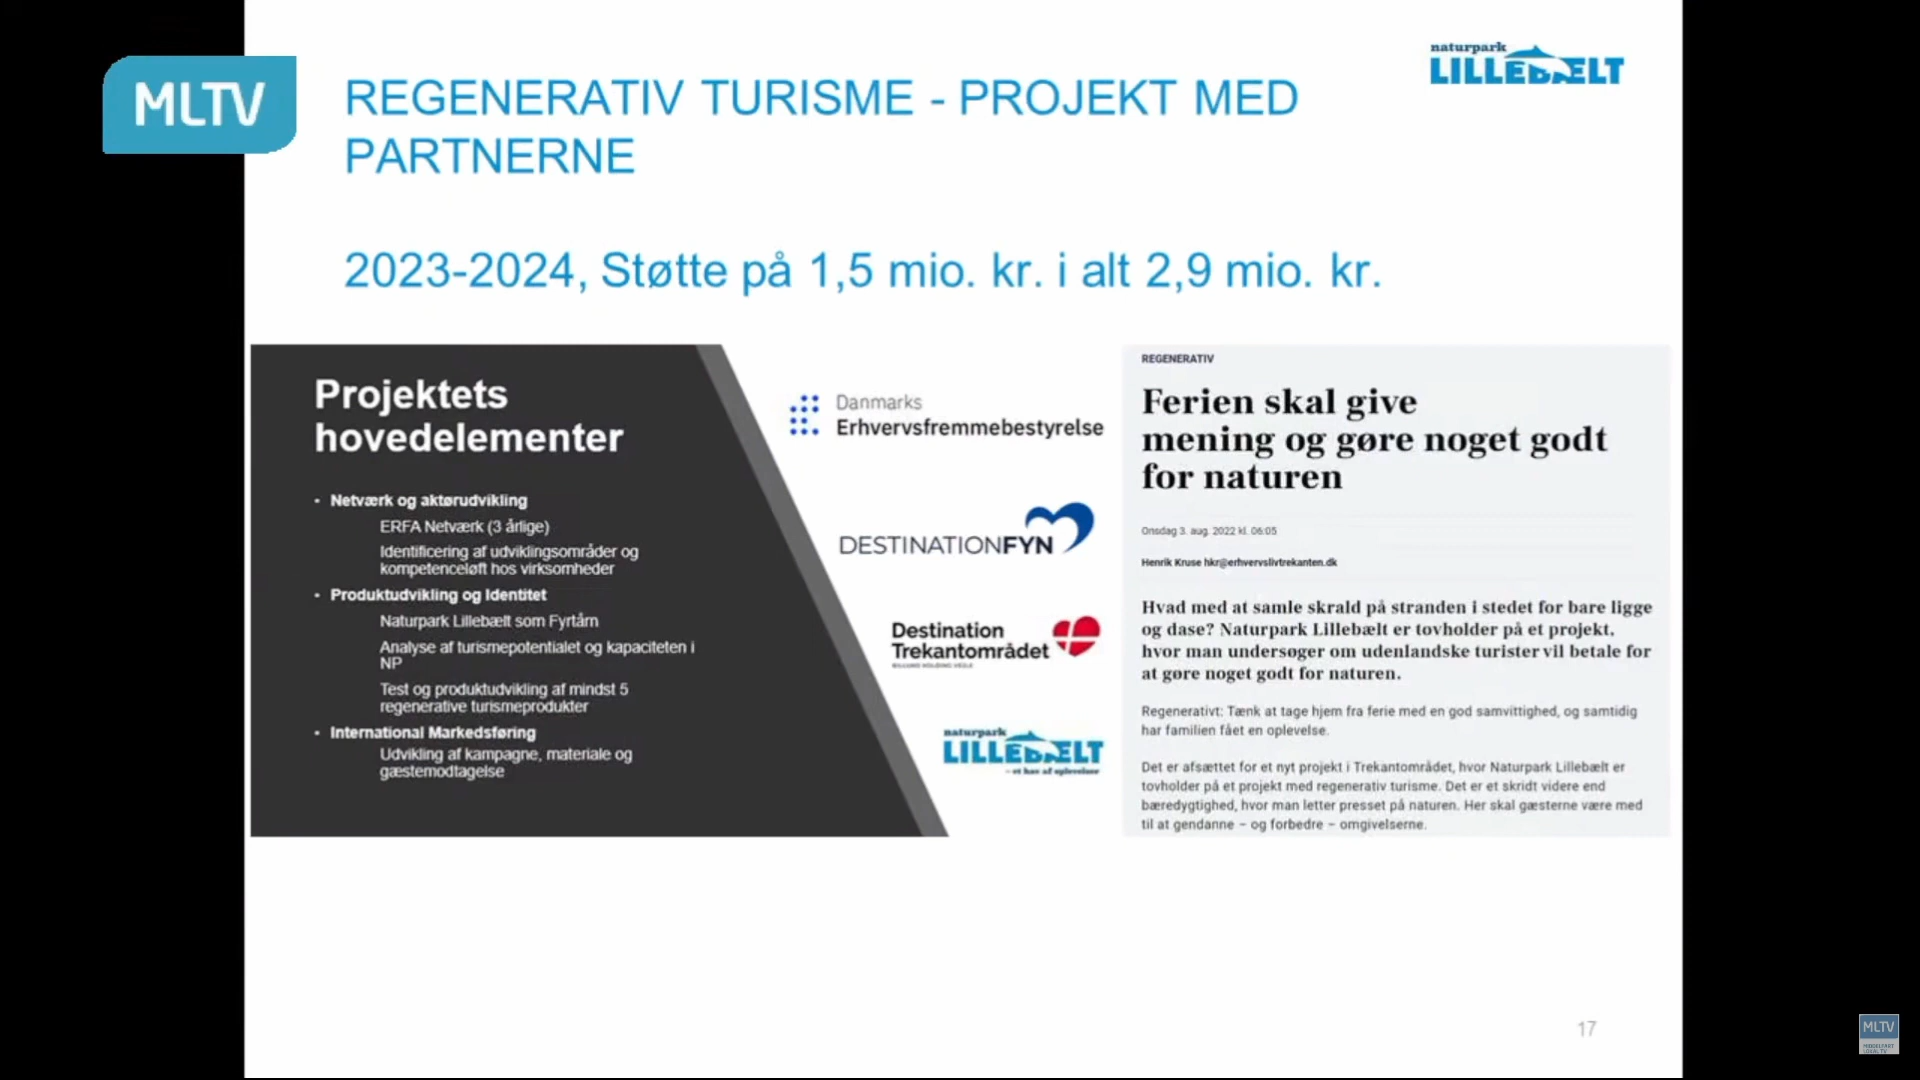 MLTV
naturpark
LILLEBÆLT
REGENERATIV TURISME - PROJEKT MED
PARTNERNE
2023-2024, Støtte på 1,5 mio. kr. i alt 2,9 mio. kr.
Projektets
hovedelementer
• Netværk og aktørudvikling
ERFA Netværk (3 årlige)
Identificering af udviklingsområder og
kompetenceløft hos virksomheder
• Produktudvikling og Identitet
Naturpark Lillebælt som Fyrtårn
Analyse af turismepotentialet og kapaciteten i
NP
Test og produktudvikling af mindst 5
regenerative turismeprodukter
• International Markedsføring
Udvikling af kampagne, materiale og
gæstemodtagelse
Danmarks
Erhvervsfremmebestyrelse
DESTINATIONFYN
Destination
Trekantområdet
BILLUND KOLDING VEJLE
naturpark
LILLEBÆLT
- et hav af oplevelser
REGENERATIV
Ferien skal give
mening og gøre noget godt
for naturen
Onsdag 3. aug. 2022 kl. 06:05
Henrik Kruse hkr@erhvervslivtrekanten.dk
Hvad med at samle skrald på stranden i stedet for bare ligge
og dase? Naturpark Lillebælt er tovholder på et projekt,
hvor man undersøger om udenlandske turister vil betale for
at gøre noget godt for naturen.
Regenerativt: Tænk at tage hjem fra ferie med en god samvittighed, og samtidig
har familien fået en oplevelse.
Det er afsættet for et nyt projekt i Trekantområdet, hvor Naturpark Lillebælt er
tovholder på et projekt med regenerativ turisme. Det er et skridt videre end
bæredygtighed, hvor man letter presset på naturen. Her skal gæsterne være med
til at gendanne – og forbedre – omgivelserne.
17
MLTV
MIDDELFART
LOKAL TV